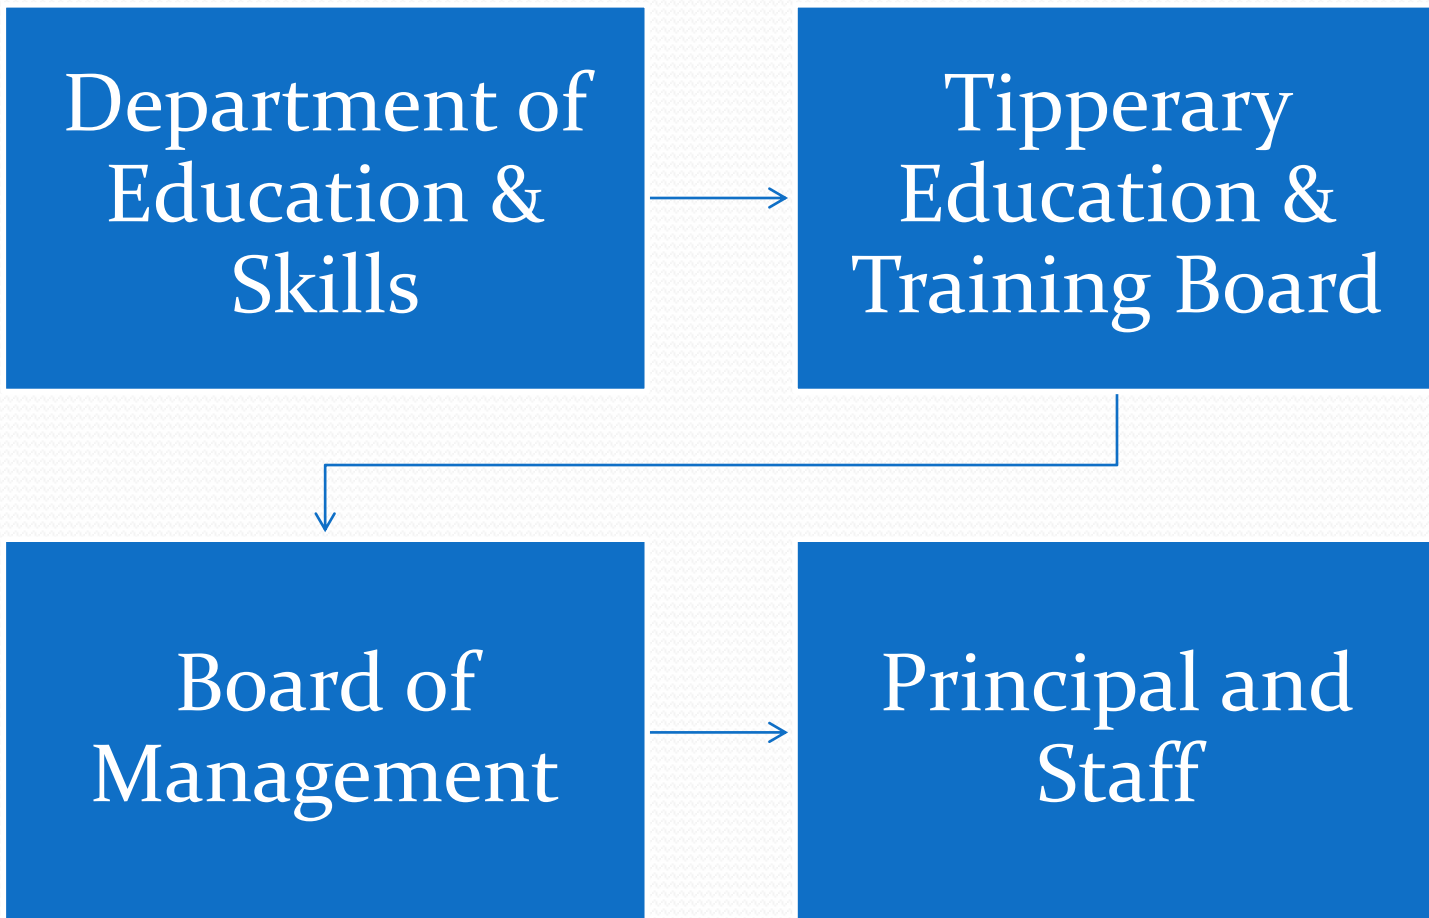 Department of
Education &
Skills
Tipperary
Education &
Training Board
Board of
Management
Principal and
Staff